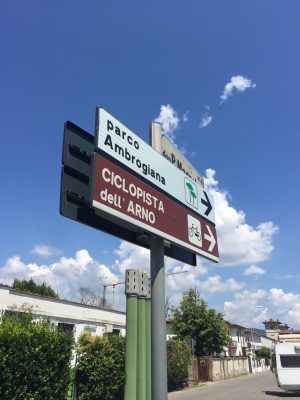 parco
Ambrogiana
CICLOPISTA
dell' ARNO